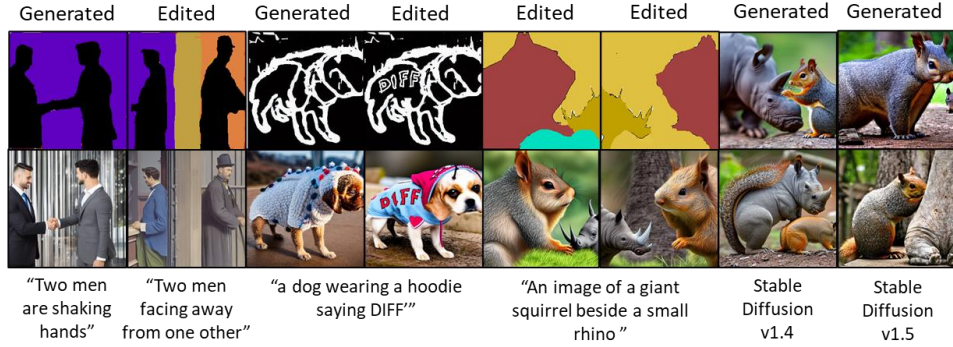 Generated Edited Generated Edited Edited Edited Generated Generated
DIFF
DIFF
“Two men are shaking hands”
“Two men facing away from one other”
“a dog wearing a hoodie saying DIFF’”
“An image of a giant squirrel beside a small rhino ”
Stable Diffusion v1.4
Stable Diffusion v1.5